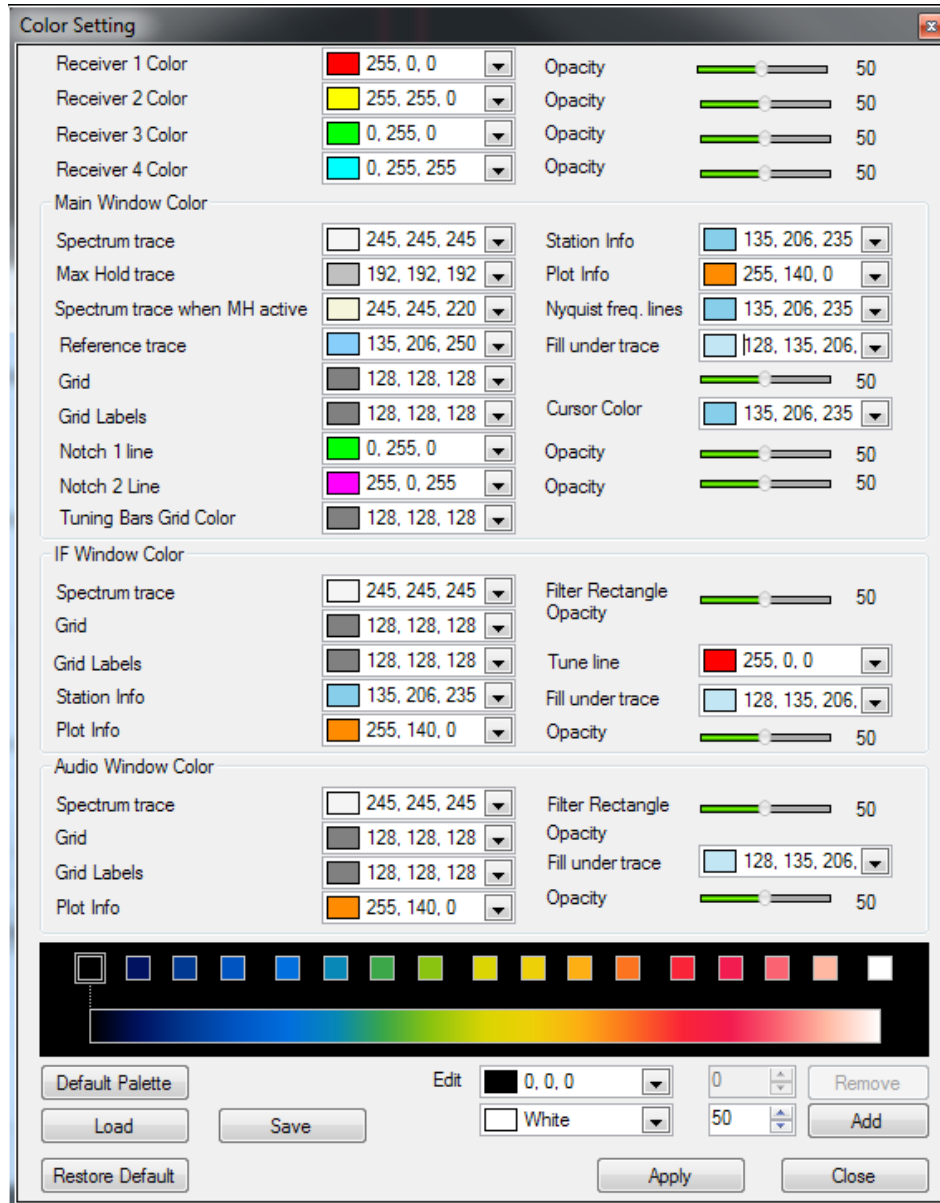 Color Setting
Receiver 1 Color 255, 0, 0 Opacity 50
Receiver 2 Color 255, 255, 0 Opacity 50
Receiver 3 Color 0, 255, 0 Opacity 50
Receiver 4 Color 0, 255, 255 Opacity 50
Main Window Color
Spectrum trace 245, 245, 245 Station Info 135, 206, 235
Max Hold trace 192, 192, 192 Plot Info 255, 140, 0
Spectrum trace when MH active 245, 245, 220 Nyquist freq. lines 135, 206, 235
Reference trace 135, 206, 250 Fill under trace 128, 135, 206,
Grid 128, 128, 128 50
Grid Labels 128, 128, 128 Cursor Color 135, 206, 235
Notch 1 line 0, 255, 0 Opacity 50
Notch 2 Line 255, 0, 255 Opacity 50
Tuning Bars Grid Color 128, 128, 128
IF Window Color
Spectrum trace 245, 245, 245 Filter Rectangle 50
Opacity
Grid 128, 128, 128
Grid Labels 128, 128, 128 Tune line 255, 0, 0
Station Info 135, 206, 235 Fill under trace 128, 135, 206,
Plot Info 255, 140, 0 Opacity 50
Audio Window Color
Spectrum trace 245, 245, 245 Filter Rectangle 50
Grid 128, 128, 128 Opacity
Grid Labels 128, 128, 128 Fill under trace 128, 135, 206,
Plot Info 255, 140, 0 Opacity 50
Default Palette Edit 0, 0, 0 0 Remove
Load Save White 50 Add
Restore Default Apply Close